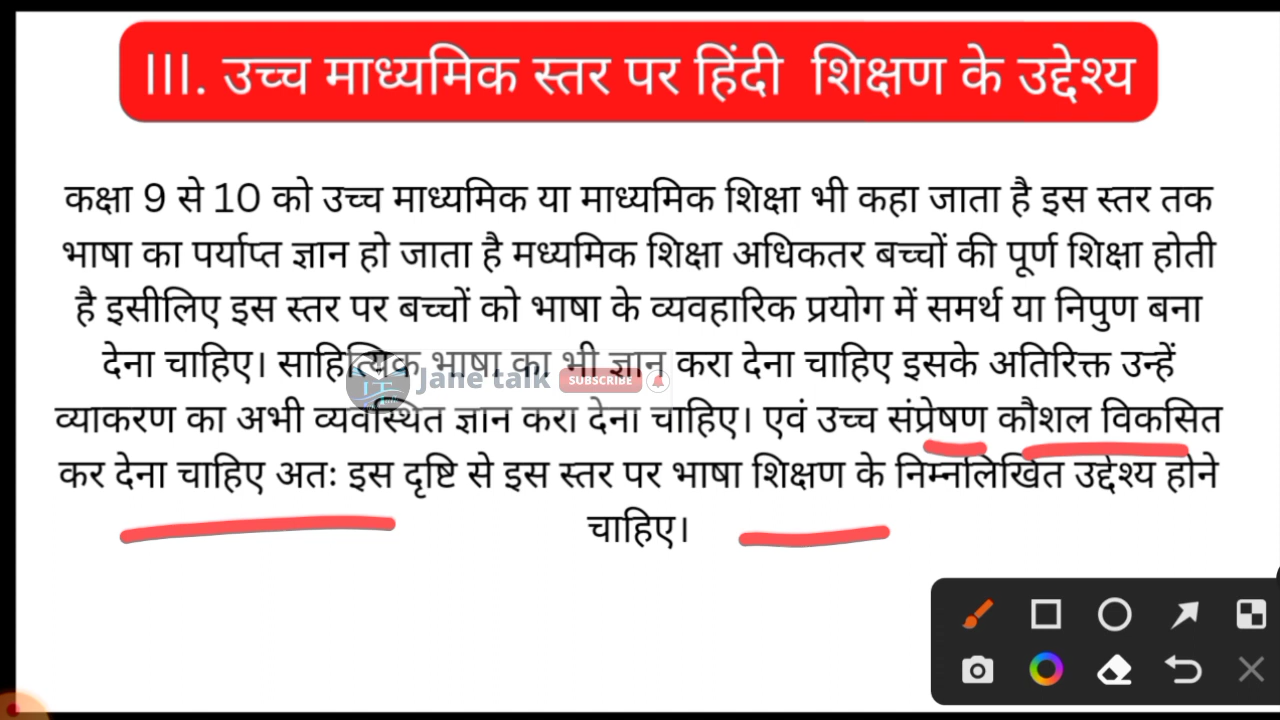 III. उच्च माध्यमिक स्तर पर हिंदी शिक्षण के उद्देश्य
कक्षा 9 से 10 को उच्च माध्यमिक या माध्यमिक शिक्षा भी कहा जाता है इस स्तर तक
भाषा का पर्याप्त ज्ञान हो जाता है मध्यमिक शिक्षा अधिकतर बच्चों की पूर्ण शिक्षा होती
है इसीलिए इस स्तर पर बच्चों को भाषा के व्यवहारिक प्रयोग में समर्थ या निपुण बना
देना चाहिए। साहित्यिक भाषा का भी ज्ञान करा देना चाहिए इसके अतिरिक्त उन्हें
Jane talk SUBSCRIBE
व्याकरण का अभी व्यवस्थित ज्ञान करा देना चाहिए। एवं उच्च संप्रेषण कौशल विकसित
कर देना चाहिए अतः इस दृष्टि से इस स्तर पर भाषा शिक्षण के निम्नलिखित उद्देश्य होने
चाहिए।